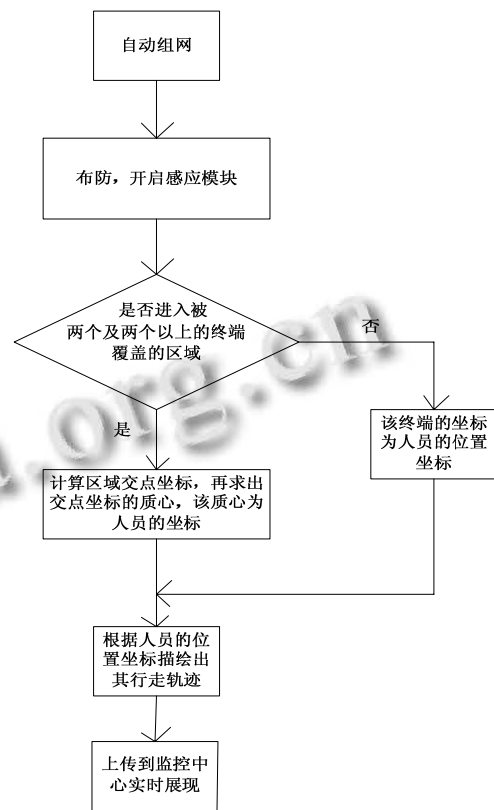 自动组网
布防，开启感应模块
是否进入被
两个及两个以上的终端
覆盖的区域
否
是
该终端的坐标
为人员的位置
坐标
计算区域交点坐标，再求出
交点坐标的质心，该质心为
人员的坐标
根据人员的位
置坐标描绘出
其行走轨迹
上传到监控中
心实时展现
.org.cn